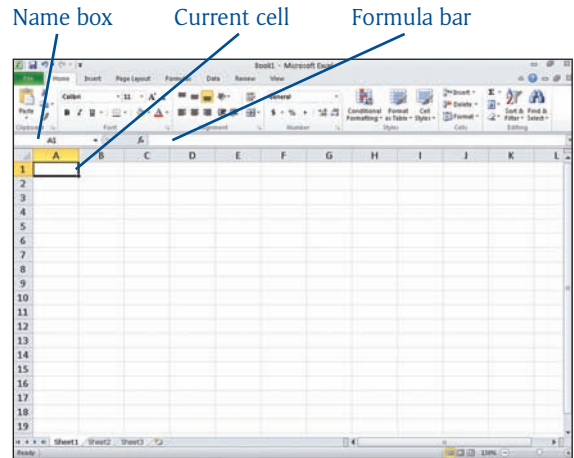 Name box Current cell Formula bar
Book1 - Microsoft Excel
File Home Insert Page Layout Formulas Data Review View
Calibri 11 A General Conditional Format Cell Insert Σ Sort & Find &
Paste B I U $ % , Formatting as Table Styles Delete Filter Select
Format
Clipboard Font Alignment Number Styles Cells Editing
A1 fx
A B C D E F G H I J K L
1
2
3
4
5
6
7
8
9
10
11
12
13
14
15
16
17
18
19
Sheet1 Sheet2 Sheet3
Ready 130%